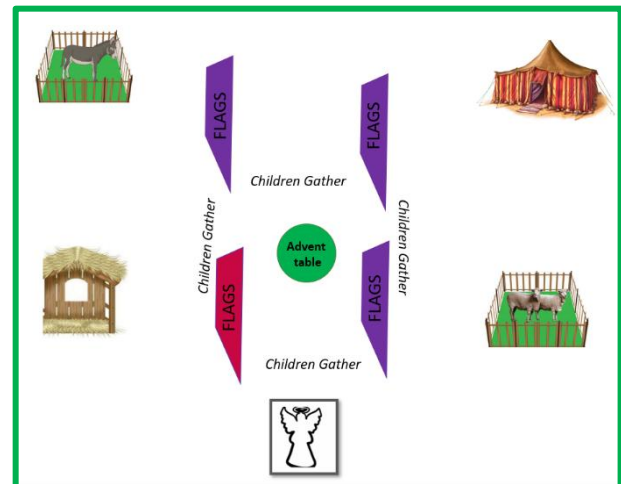 FLAGS
FLAGS
Children Gather
Children Gather
Children Gather
Advent
table
FLAGS
FLAGS
Children Gather